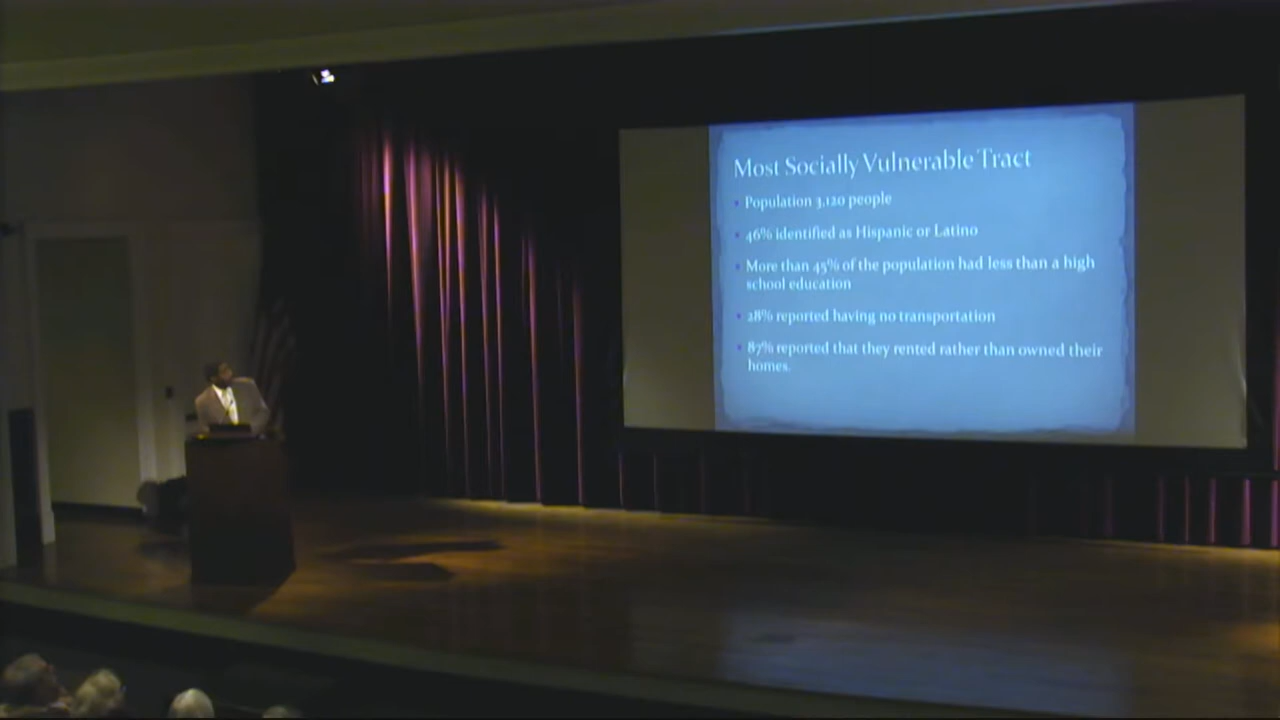 Most Socially Vulnerable Tract
• Population 3,120 people
• 46% identified as Hispanic or Latino
• More than 45% of the population had less than a high
school education
• 28% reported having no transportation
• 87% reported that they rented rather than owned their
homes.